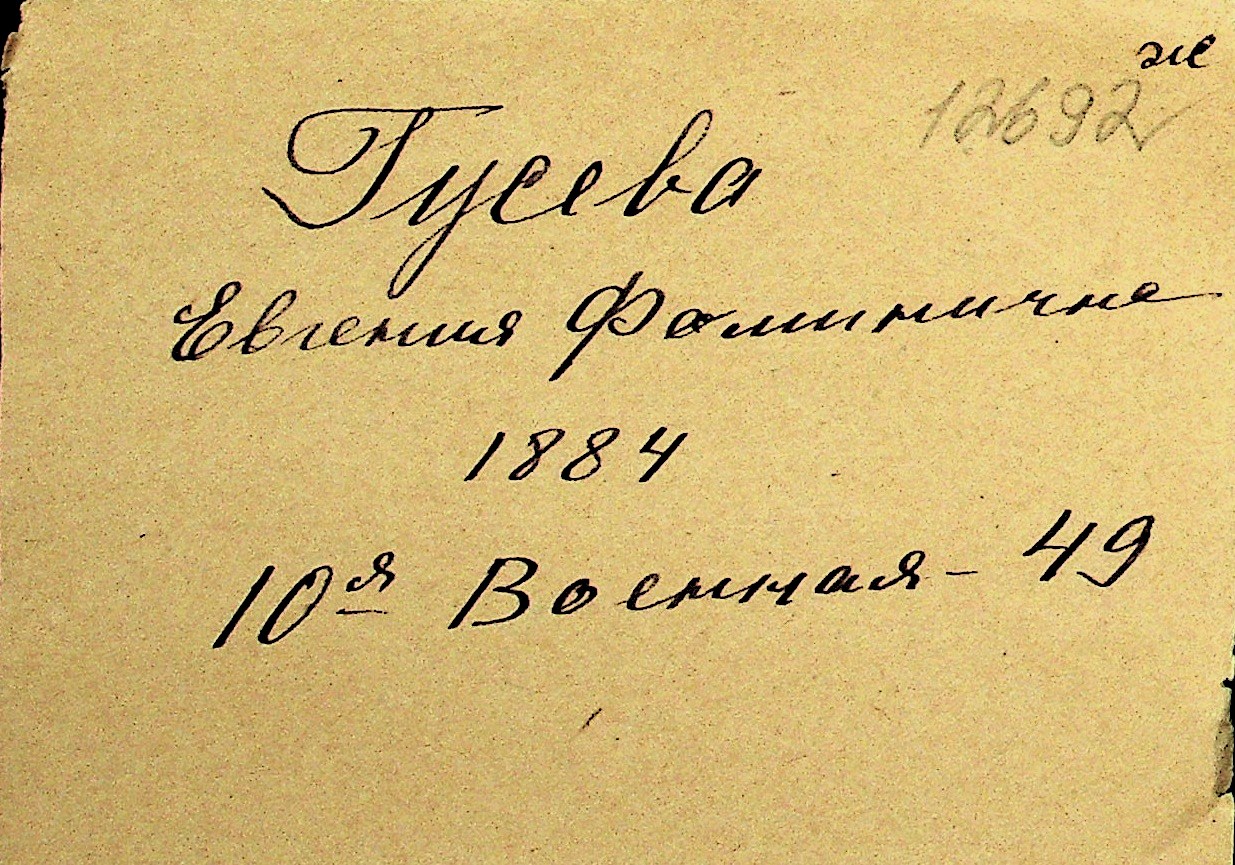 ж
12692
Гусева
Евгения Фоминична
1884
10я Военная - 49